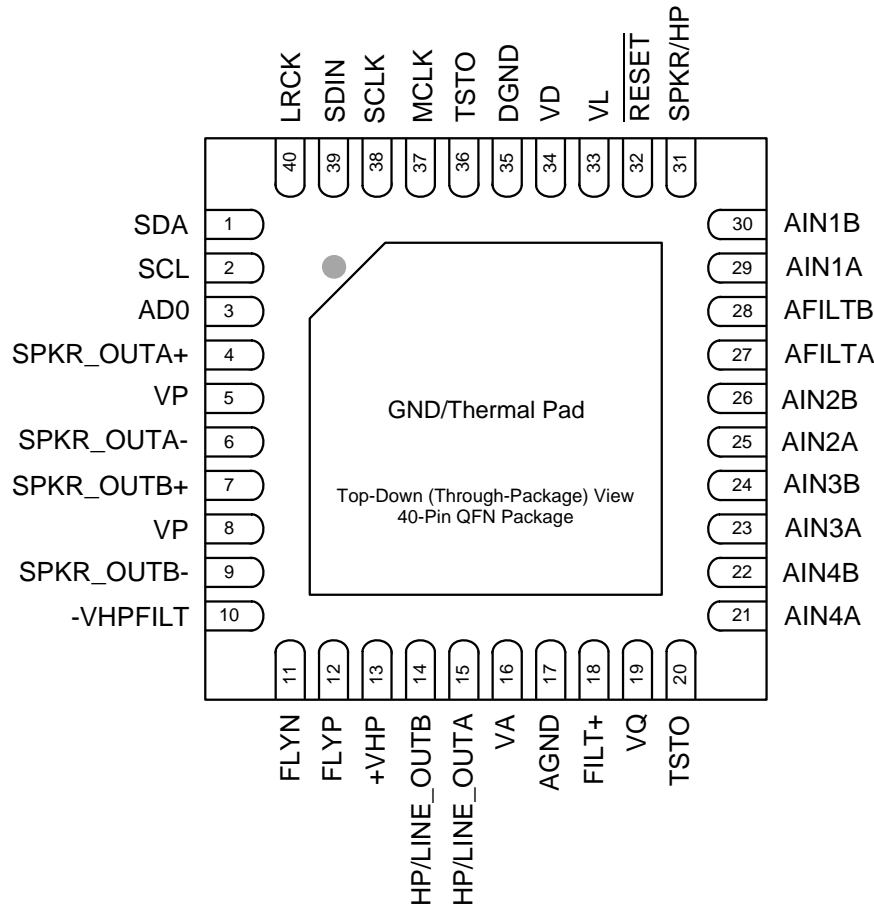 LRCK
SDIN
SCLK
MCLK
TSTO
DGND
VD
VL
RESET
SPKR/HP
40
39
38
37
36
35
34
33
32
31
SDA 1
SCL 2
AD0 3
SPKR_OUTA+ 4
VP 5
SPKR_OUTA- 6
SPKR_OUTB+ 7
VP 8
SPKR_OUTB- 9
-VHPFILT 10
GND/Thermal Pad
Top-Down (Through-Package) View
40-Pin QFN Package
30 AIN1B
29 AIN1A
28 AFILTB
27 AFILTA
26 AIN2B
25 AIN2A
24 AIN3B
23 AIN3A
22 AIN4B
21 AIN4A
11
12
13
14
15
16
17
18
19
20
FLYN
FLYP
+VHP
HP/LINE_OUTB
HP/LINE_OUTA
VA
AGND
FILT+
VQ
TSTO